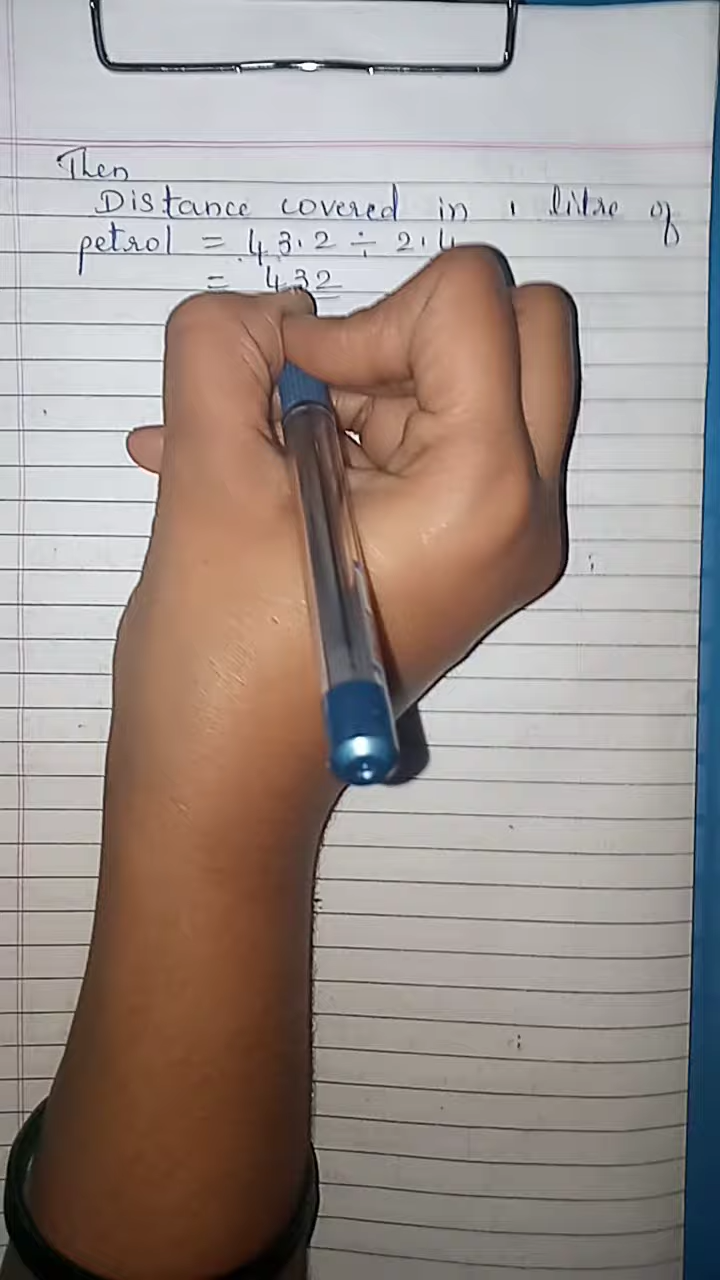 Then
Distance covered in 1 litre of
petrol = 43.2 ÷ 2.4
= 432